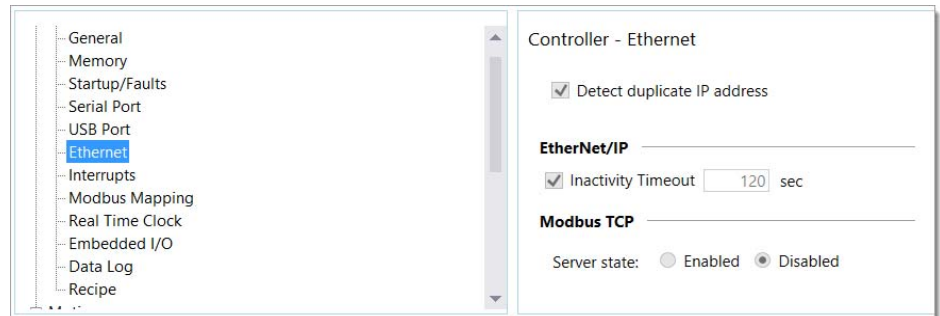 General
Memory
Startup/Faults
Serial Port
USB Port
Ethernet
Interrupts
Modbus Mapping
Real Time Clock
Embedded I/O
Data Log
Recipe
Controller - Ethernet
Detect duplicate IP address
EtherNet/IP
Inactivity Timeout 120 sec
Modbus TCP
Server state: Enabled Disabled